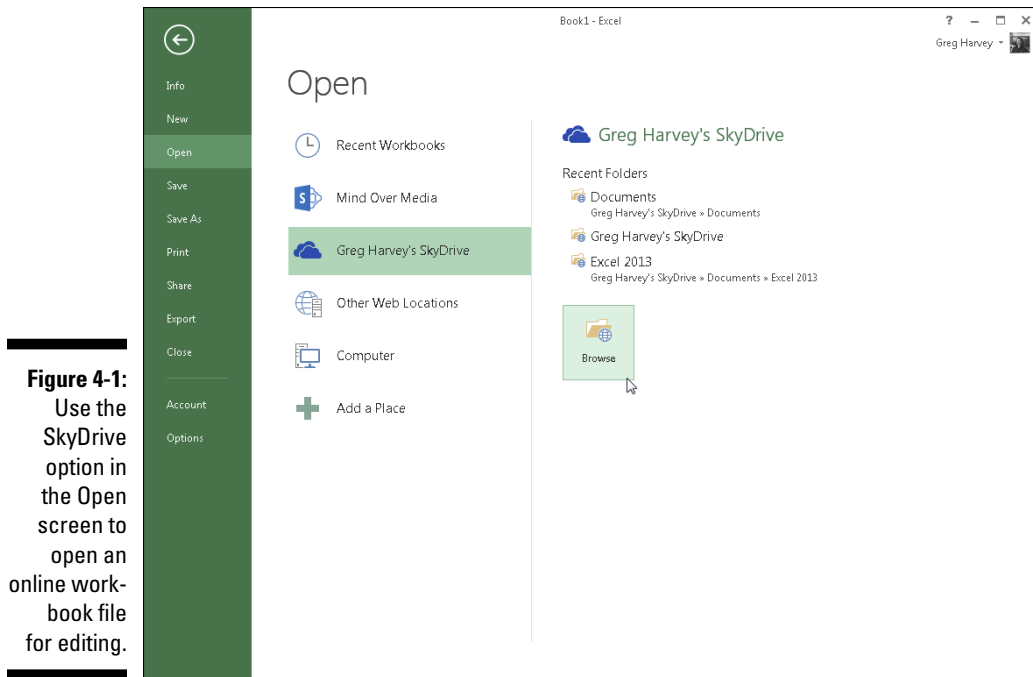 Book1 - Excel
?
Greg Harvey
Info
New
Open
Save
Save As
Print
Share
Export
Close
Account
Options
Open
Recent Workbooks
S
Mind Over Media
Greg Harvey's SkyDrive
Other Web Locations
Computer
Add a Place
Greg Harvey's SkyDrive
Recent Folders
Documents
Greg Harvey's SkyDrive » Documents
Greg Harvey's SkyDrive
Excel 2013
Greg Harvey's SkyDrive » Documents » Excel 2013
Browse
Figure 4-1:
Use the
SkyDrive
option in
the Open
screen to
open an
online work-
book file
for editing.